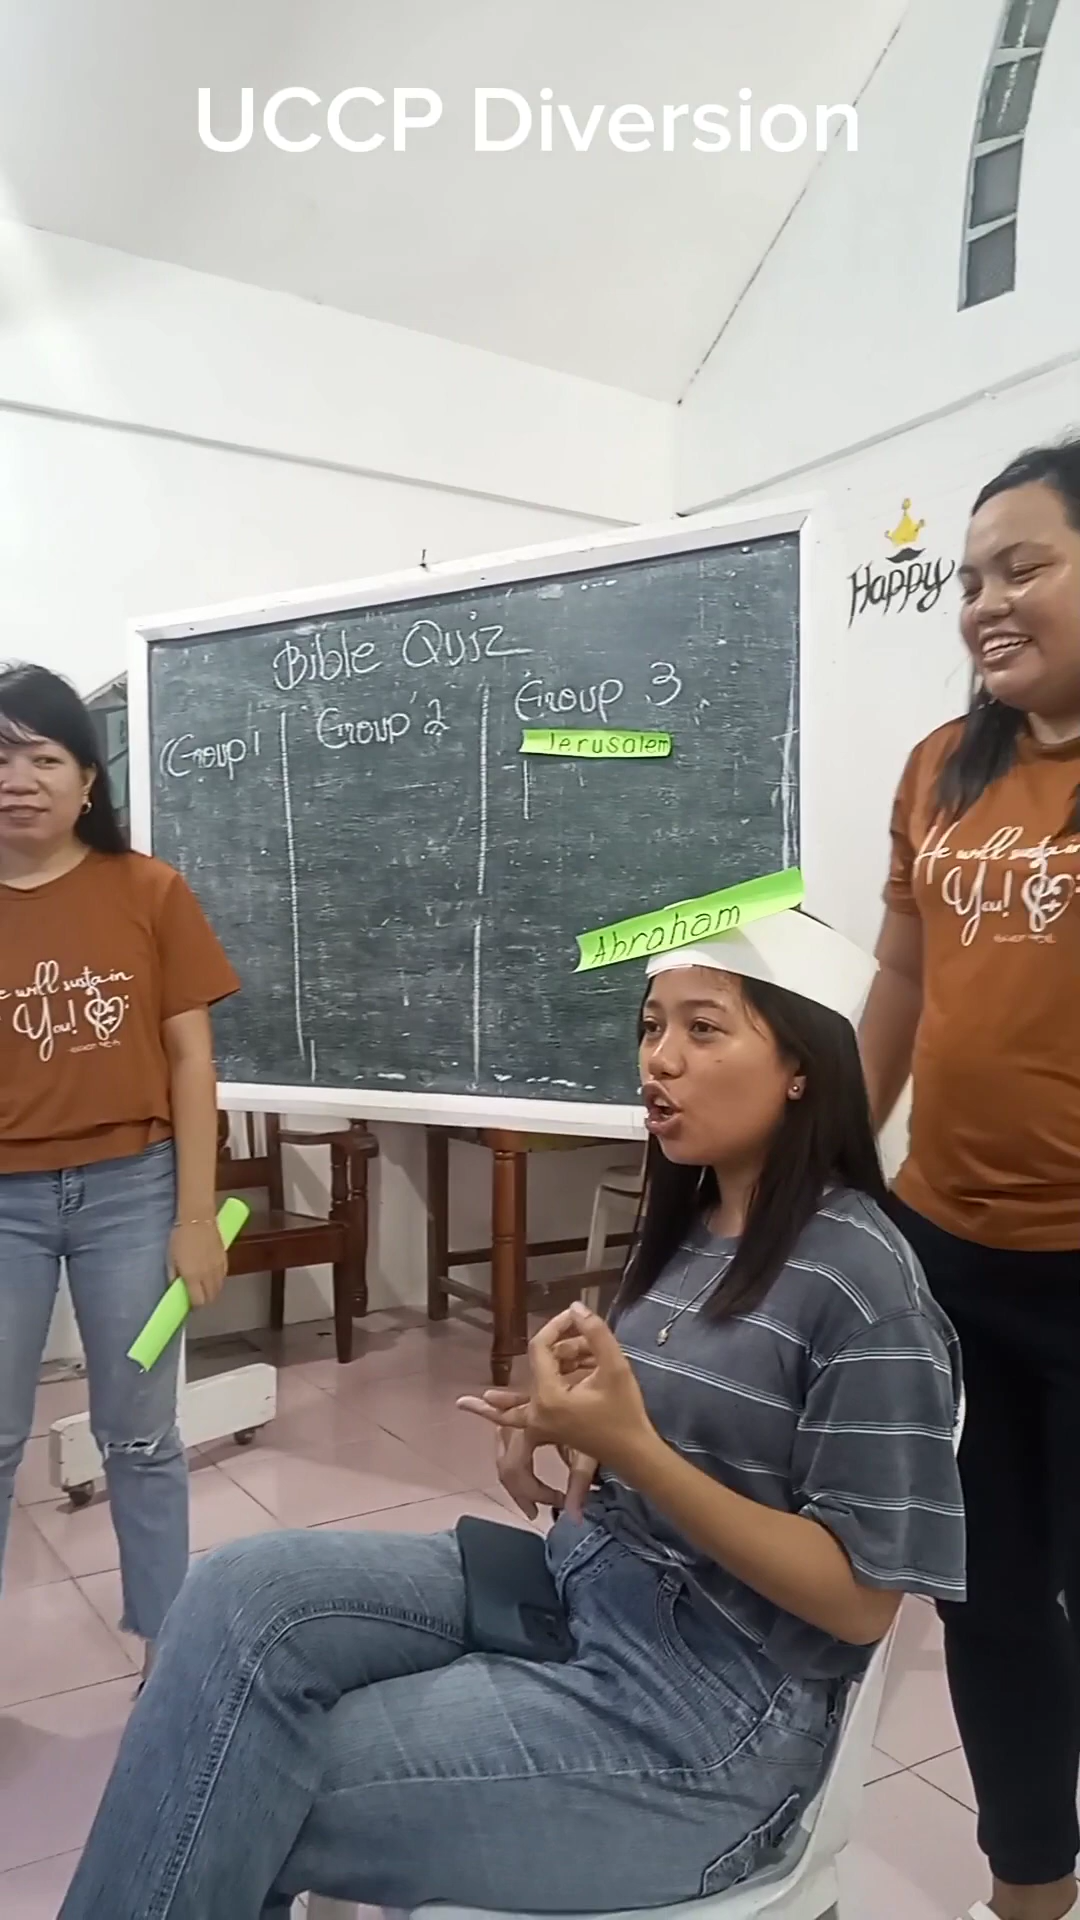 UCCP Diversion
Happy
Bible Quiz
Group 1
Group 2
Group 3
Jerusalem
Abraham
He will sustain
You!
e will sustain
You!